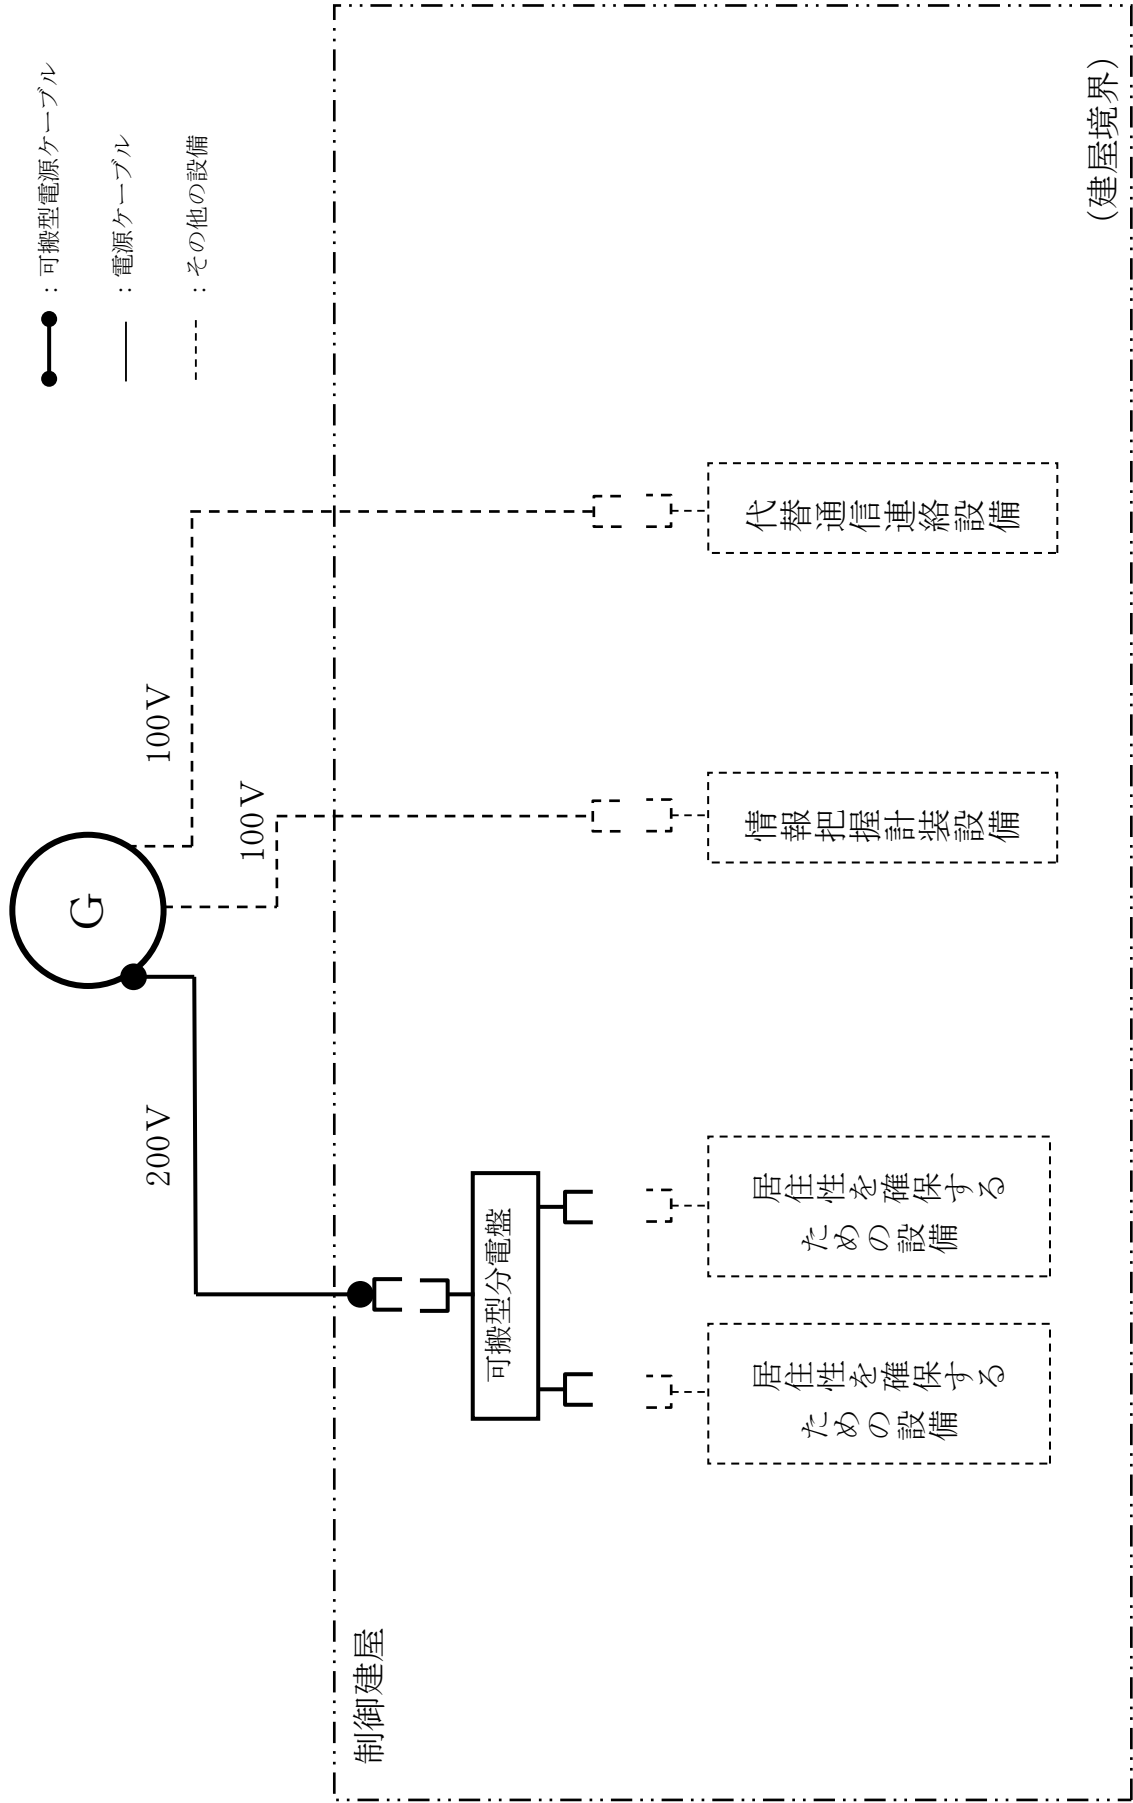 G
200V
100V
100V
：可搬型電源ケーブル
：電源ケーブル
：その他の設備
制御建屋
可搬型分電盤
居住性を確保する
ための設備
居住性を確保する
ための設備
情報把握計装設備
代替通信連絡設備
(建屋境界)